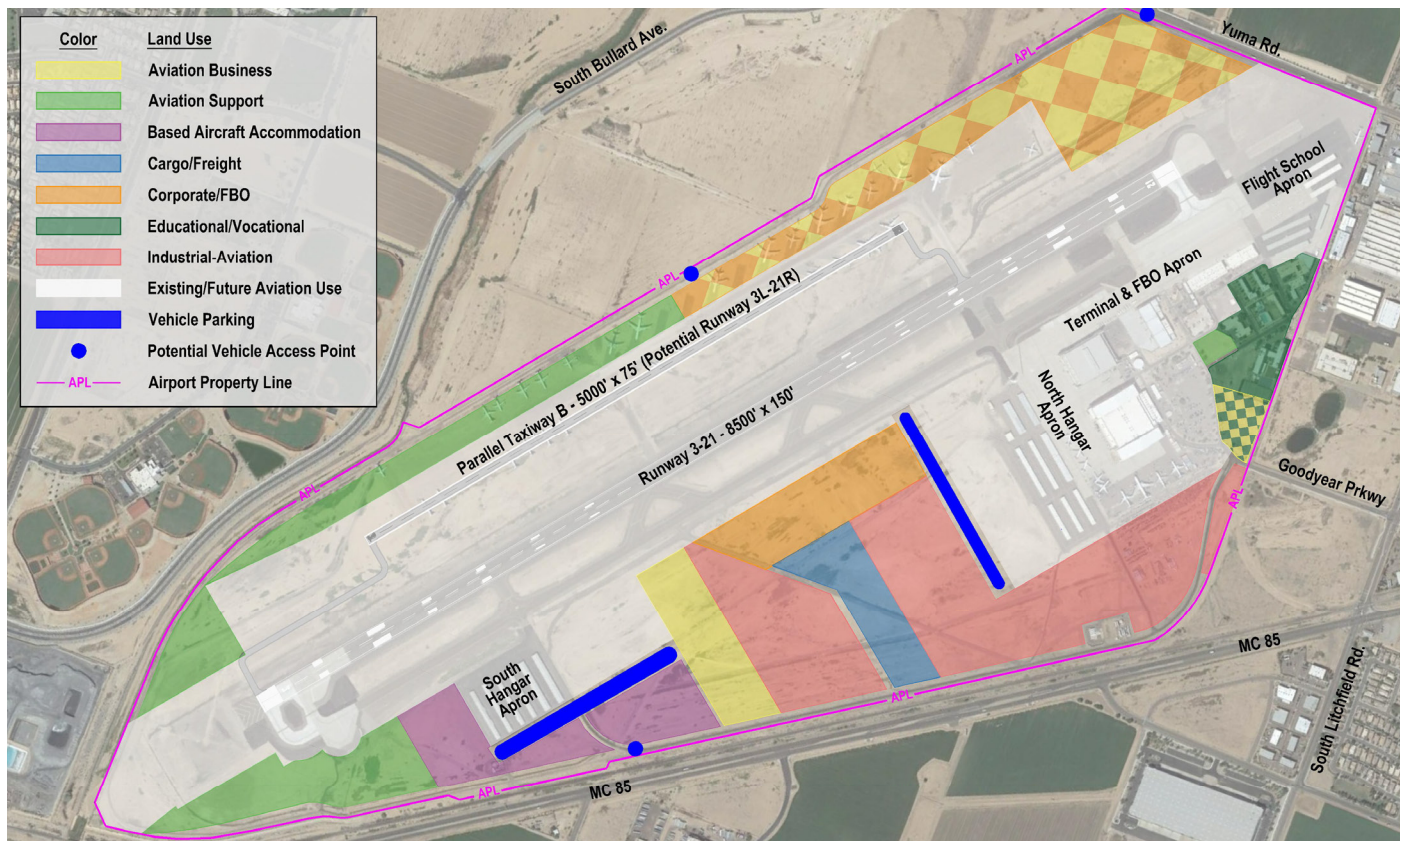 Color Land Use
Aviation Business
Aviation Support
Based Aircraft Accommodation
Cargo/Freight
Corporate/FBO
Educational/Vocational
Industrial-Aviation
Existing/Future Aviation Use
Vehicle Parking
Potential Vehicle Access Point
APL Airport Property Line
South Bullard Ave.
APL
Yuma Rd.
Flight School
Apron
APL
Terminal & FBO Apron
Parallel Taxiway B - 5000' x 75' (Potential Runway 3L-21R)
Runway 3-21 - 8500' x 150'
North Hangar
Apron
APL
Goodyear Prkwy
APL
South
Hangar
Apron
APL
MC 85
South Litchfield Rd.
APL
MC 85